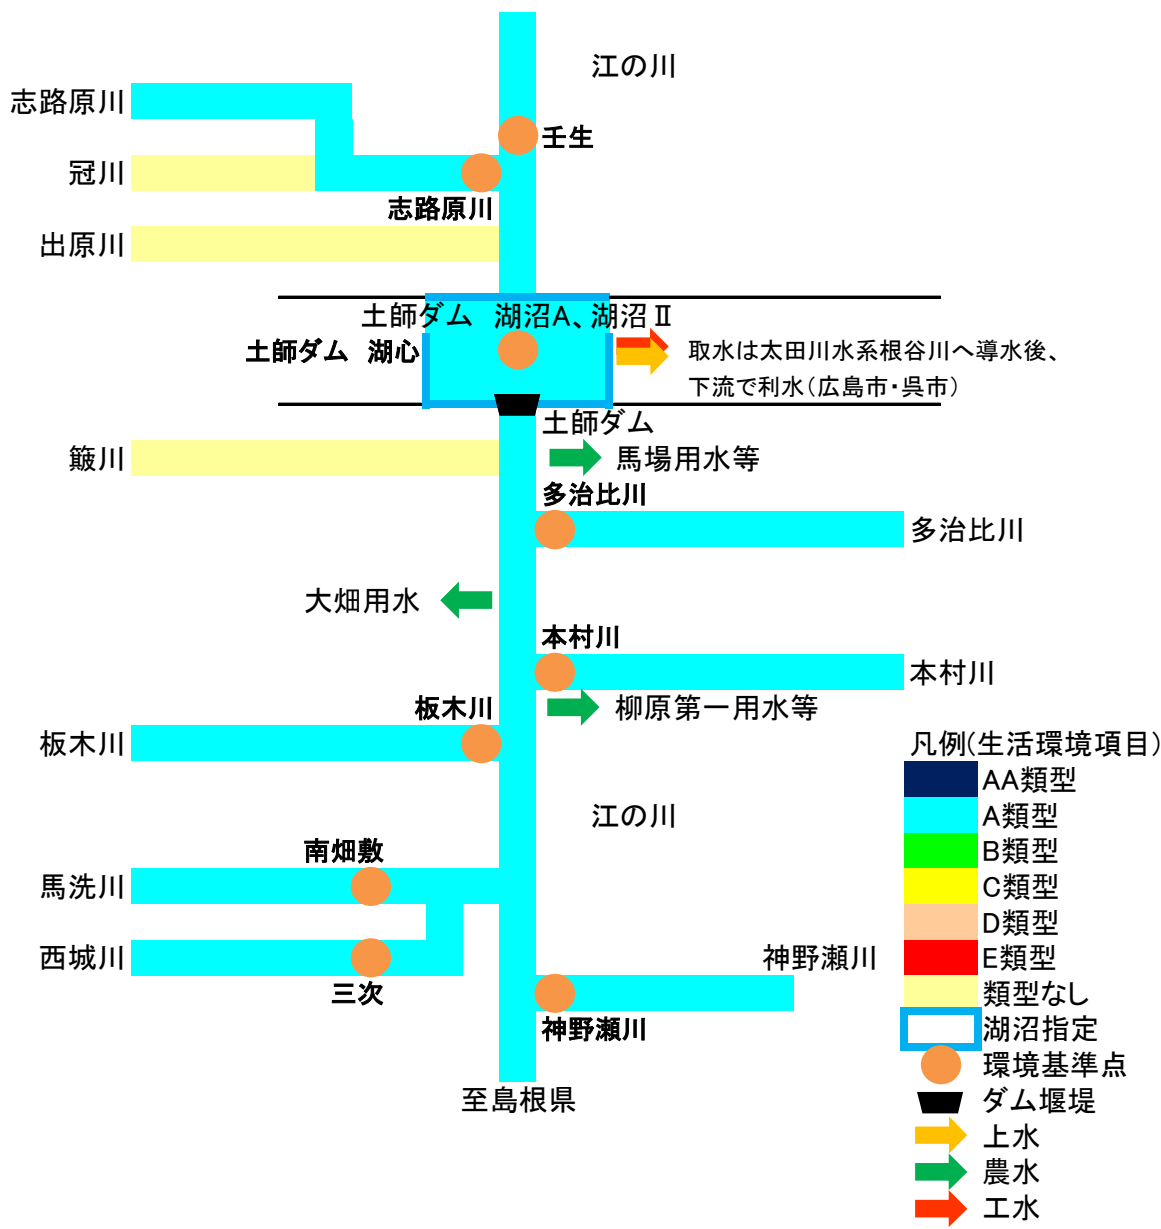 江の川
志路原川
壬生
冠川
志路原川
出原川
土師ダム 湖沼A、湖沼Ⅱ
土師ダム 湖心
取水は太田川水系根谷川へ導水後、
下流で利水(広島市・呉市)
土師ダム
簸川
馬場用水等
多治比川
多治比川
大畑用水
本村川
本村川
板木川
柳原第一用水等
板木川
江の川
南畑敷
馬洗川
西城川
三次
神野瀬川
神野瀬川
至島根県
凡例(生活環境項目)
AA類型
A類型
B類型
C類型
D類型
E類型
類型なし
湖沼指定
環境基準点
ダム堰堤
上水
農水
工水